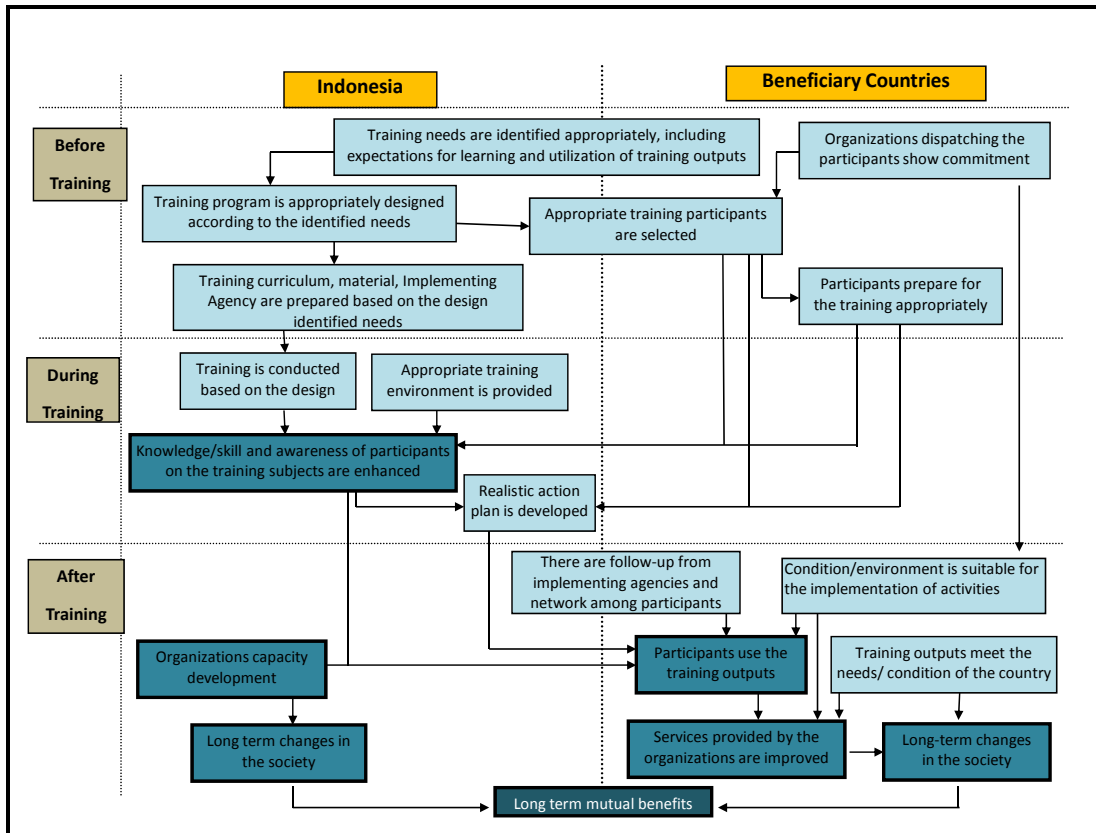 Indonesia
Beneficiary Countries
Before
Training
Training needs are identified appropriately, including
expectations for learning and utilization of training outputs
Organizations dispatching the
participants show commitment
Training program is appropriately designed
according to the identified needs
Appropriate training participants
are selected
Training curriculum, material, Implementing
Agency are prepared based on the design
identified needs
Participants prepare for
the training appropriately
During
Training
Training is conducted
based on the design
Appropriate training
environment is provided
Knowledge/skill and awareness of participants
on the training subjects are enhanced
Realistic action
plan is developed
After
Training
There are follow-up from
implementing agencies and
network among participants
Condition/environment is suitable for
the implementation of activities
Organizations capacity
development
Participants use the
training outputs
Training outputs meet the
needs/ condition of the country
Long term changes in
the society
Services provided by the
organizations are improved
Long-term changes
in the society
Long term mutual benefits